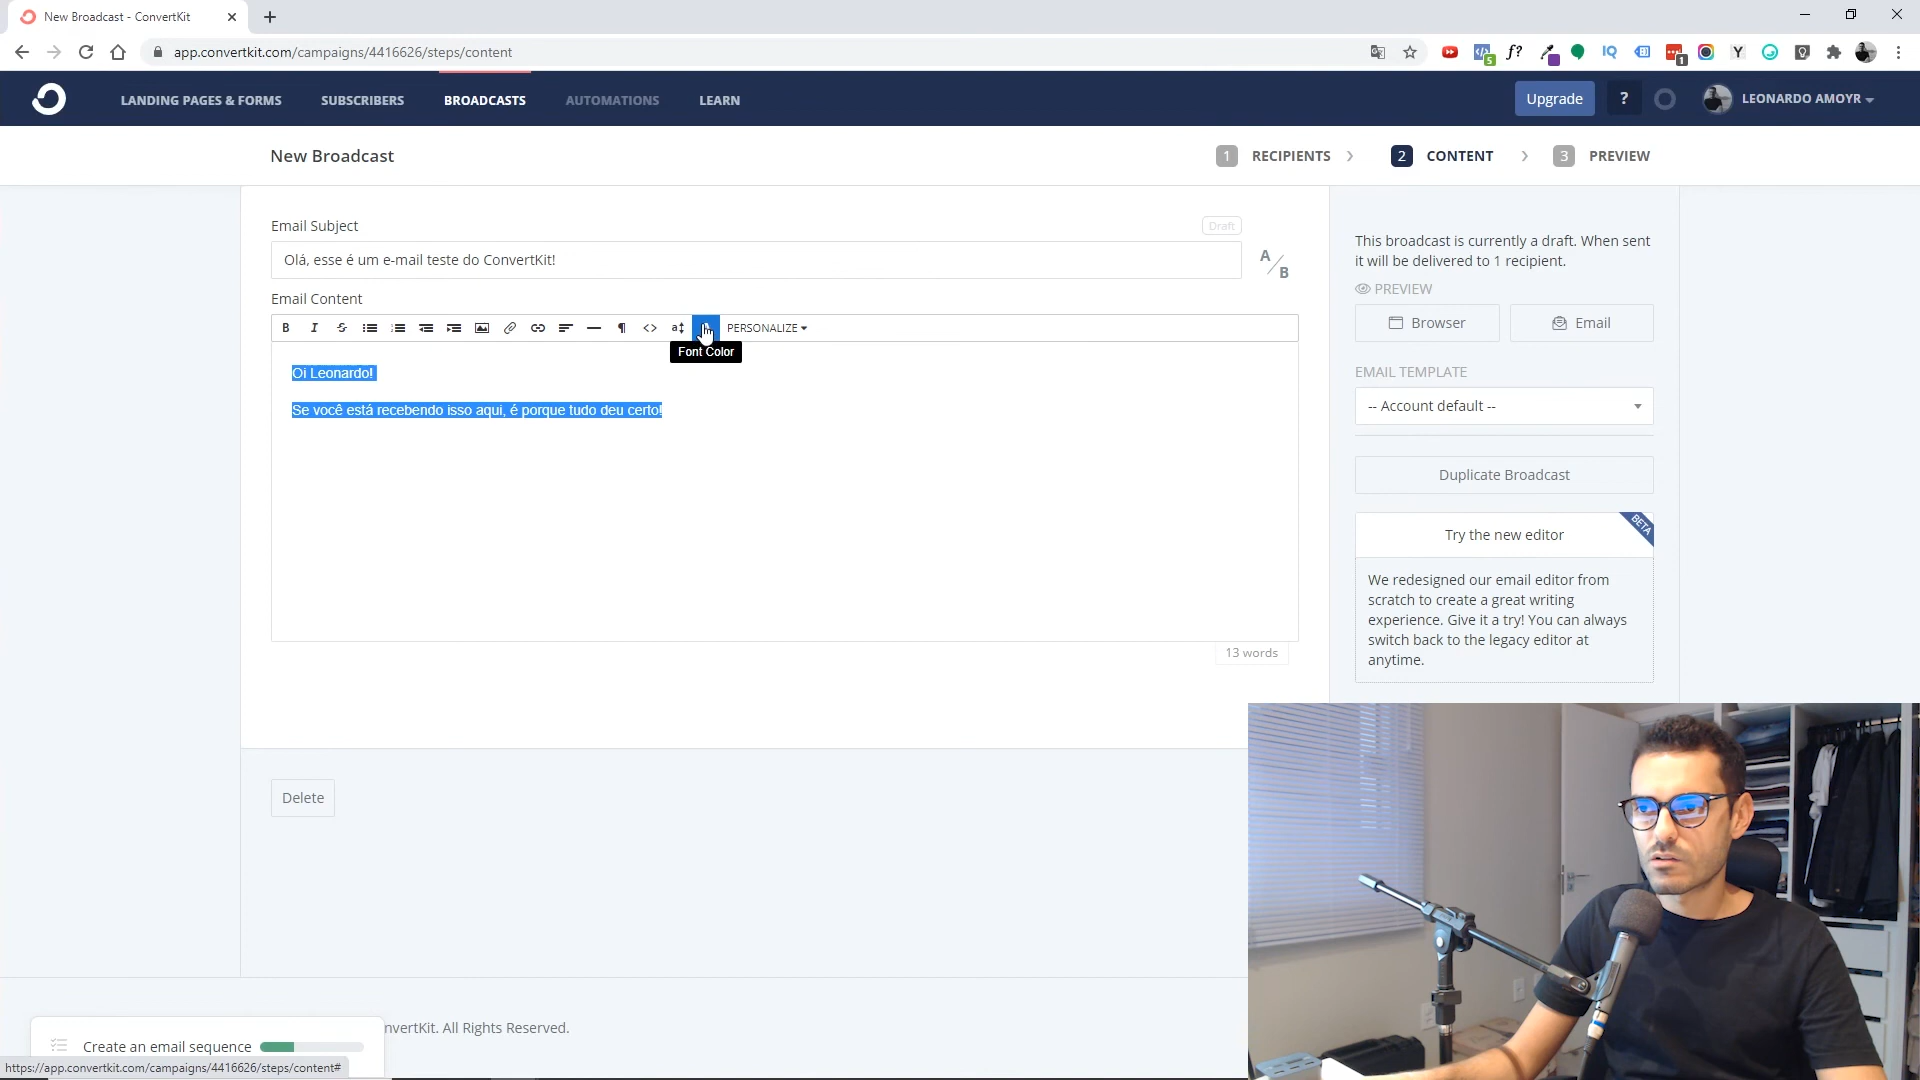 New Broadcast - ConvertKit
app.convertkit.com/campaigns/4416626/steps/content
LANDING PAGES & FORMS
SUBSCRIBERS
BROADCASTS
AUTOMATIONS
LEARN
Upgrade
?
LEONARDO AMOYR
New Broadcast
1 RECIPIENTS
2 CONTENT
3 PREVIEW
Email Subject
Draft
Olá, esse é um e-mail teste do ConvertKit!
A/B
Email Content
PERSONALIZE
Font Color
Oi Leonardo!
Se você está recebendo isso aqui, é porque tudo deu certo!
13 words
Delete
This broadcast is currently a draft. When sent
it will be delivered to 1 recipient.
PREVIEW
Browser
Email
EMAIL TEMPLATE
-- Account default --
Duplicate Broadcast
BETA
Try the new editor
We redesigned our email editor from
scratch to create a great writing
experience. Give it a try! You can always
switch back to the legacy editor at
anytime.
nvertKit. All Rights Reserved.
Create an email sequence
https://app.convertkit.com/campaigns/4416626/steps/content#